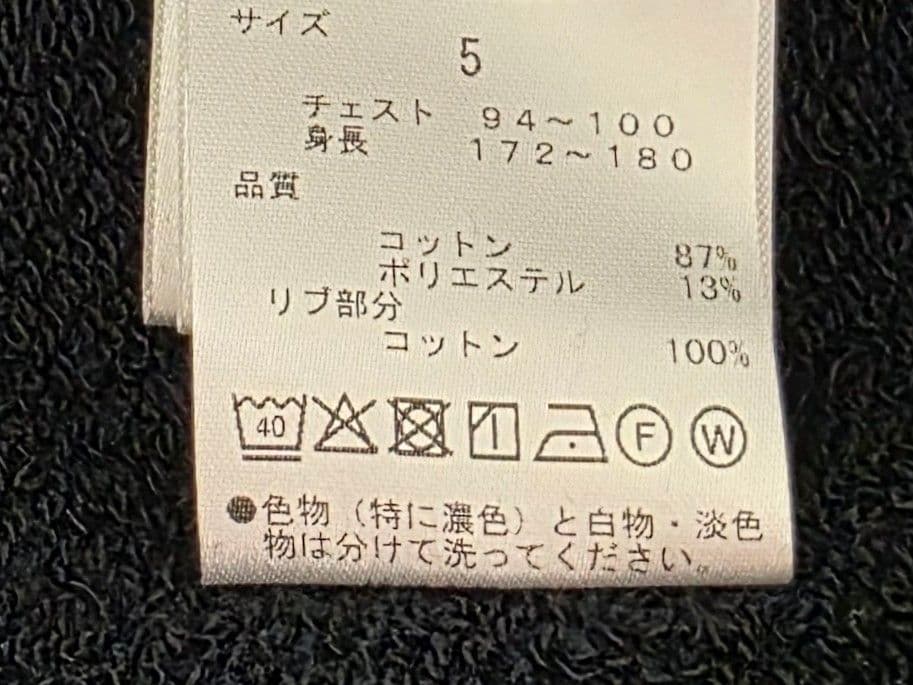 サイズ
5
チェスト 94～100
身長 172～180
品質
コットン 87%
ポリエステル 13%
リブ部分
コットン 100%
40 F W
●色物（特に濃色）と白物・淡色
物は分けて洗ってください。